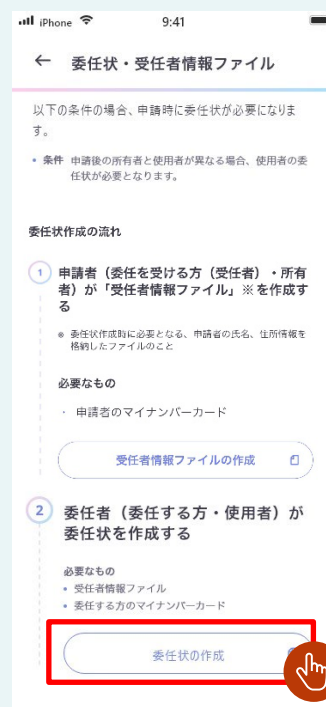 iPhone 9:41
委任状・受任者情報ファイル
以下の条件の場合、申請時に委任状が必要になりま
す。
• 条件 申請後の所有者と使用者が異なる場合、使用者の委
任状が必要となります。
委任状作成の流れ
1 申請者（委任を受ける方（受任者）・所有
者）が「受任者情報ファイル」※を作成す
る
※ 委任状作成時に必要となる、申請者の氏名、住所情報を
格納したファイルのこと
必要なもの
・ 申請者のマイナンバーカード
受任者情報ファイルの作成
2 委任者（委任する方・使用者）が
委任状を作成する
必要なもの
• 受任者情報ファイル
• 委任する方のマイナンバーカード
委任状の作成